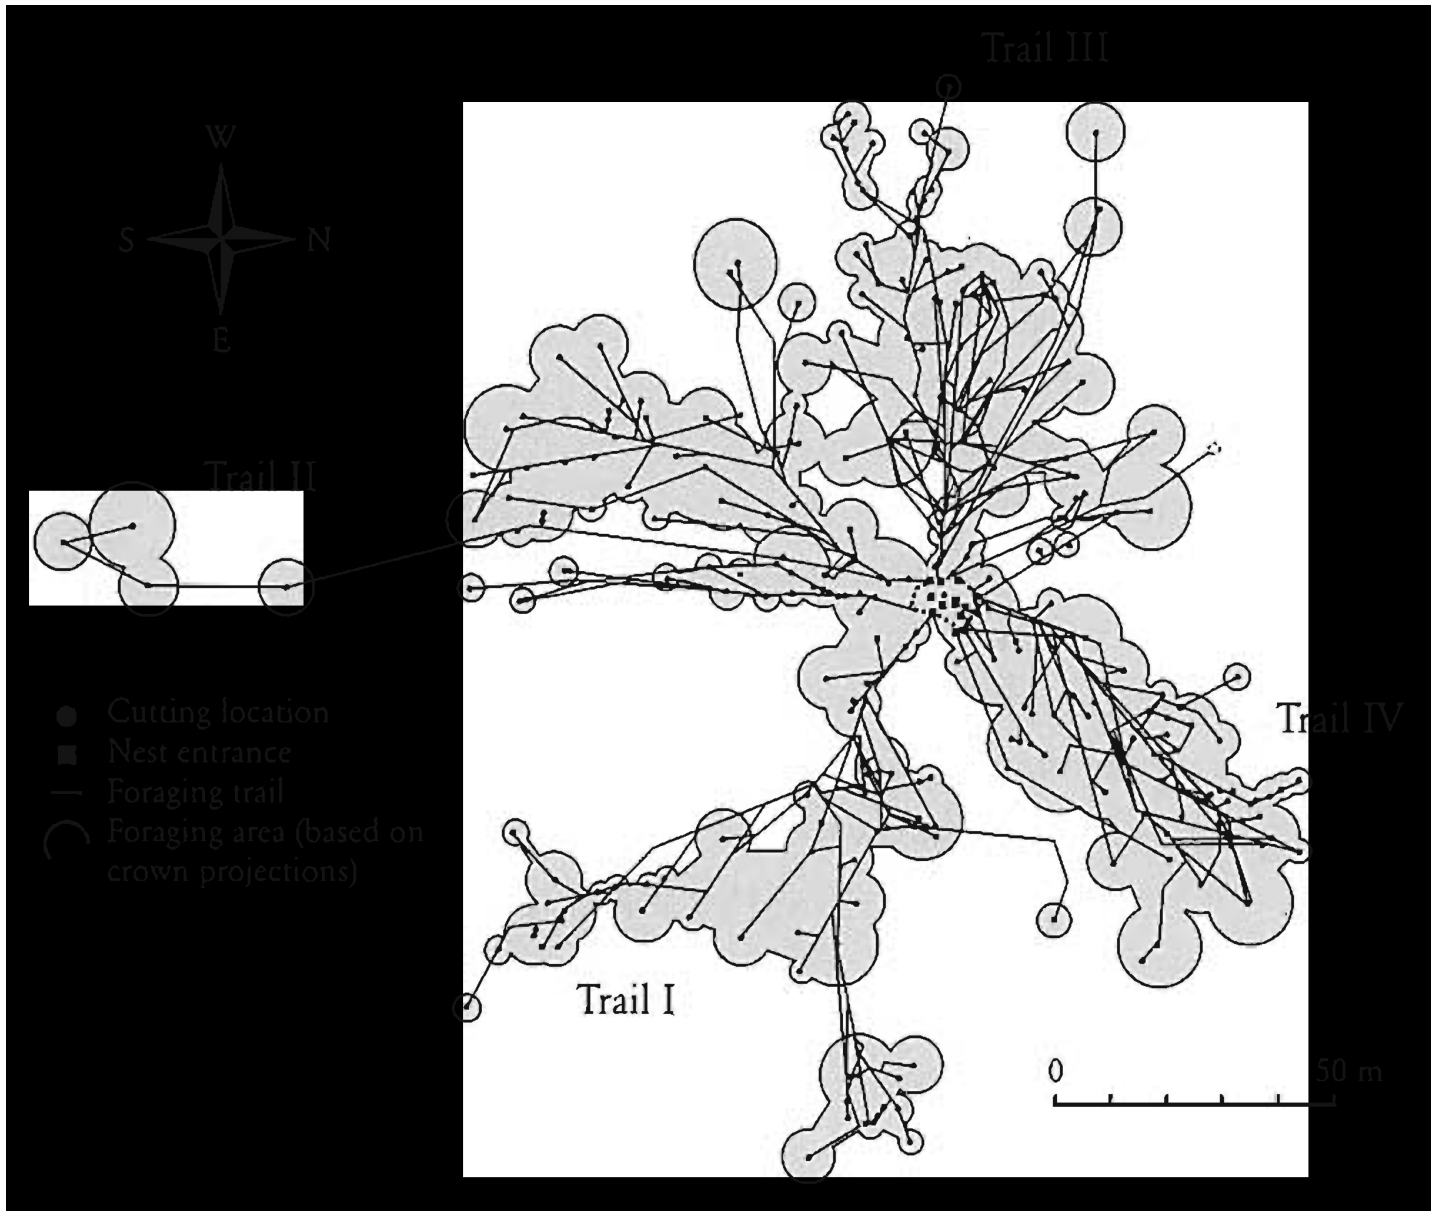 Trail III
W
S
N
E
Trail II
Cutting location
Nest entrance
Foraging trail
Foraging area (based on
crown projections)
Trail IV
Trail I
0
50 m